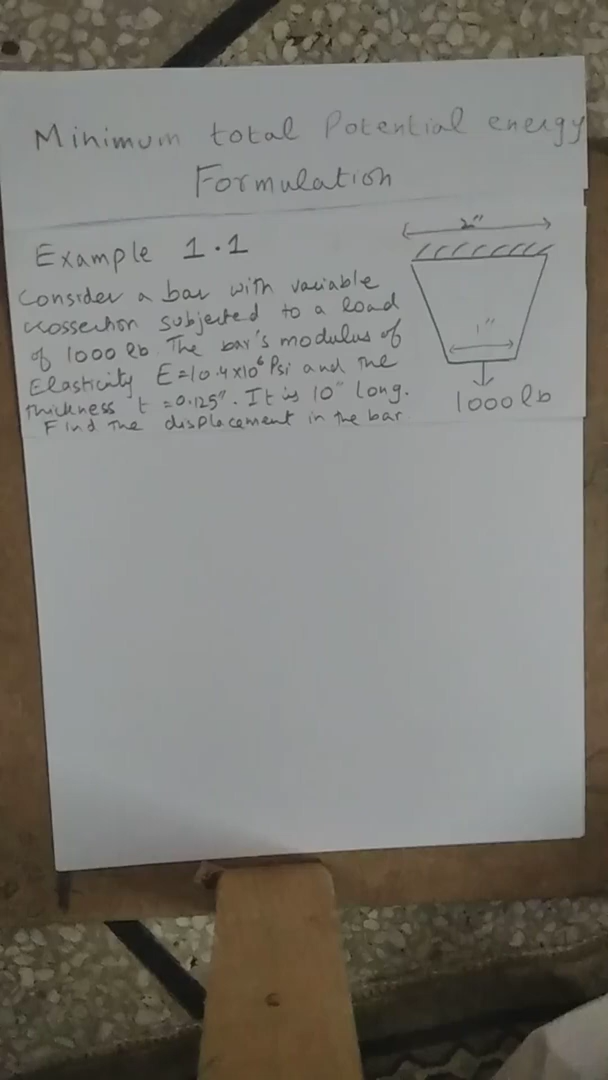 Minimum total Potential energy
Formulation
Example 1.1
Consider a bar with variable
crossection subjected to a load
of 1000 lb. The bar's modulus of
Elasticity E=10.4x10⁶ Psi and the
thickness t =0.125". It is 10" long.
Find the displacement in the bar
2"
1"
1000 lb